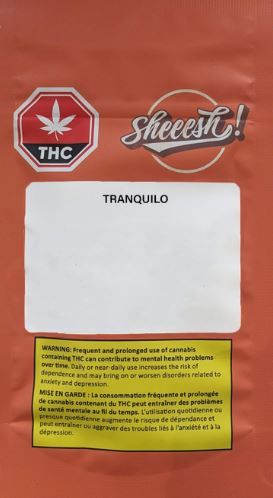 THC
Sheeesh!
TRANQUILO
WARNING: Frequent and prolonged use of cannabis
containing THC can contribute to mental health problems
over time. Daily or near-daily use increases the risk of
dependence and may bring on or worsen disorders related to
anxiety and depression.
MISE EN GARDE : La consommation fréquente et prolongée
de cannabis contenant du THC peut entraîner des problèmes
de santé mentale au fil du temps. L'utilisation quotidienne ou
presque quotidienne augmente le risque de dépendance et
peut entraîner ou aggraver des troubles liés à l'anxiété et à la
dépression.